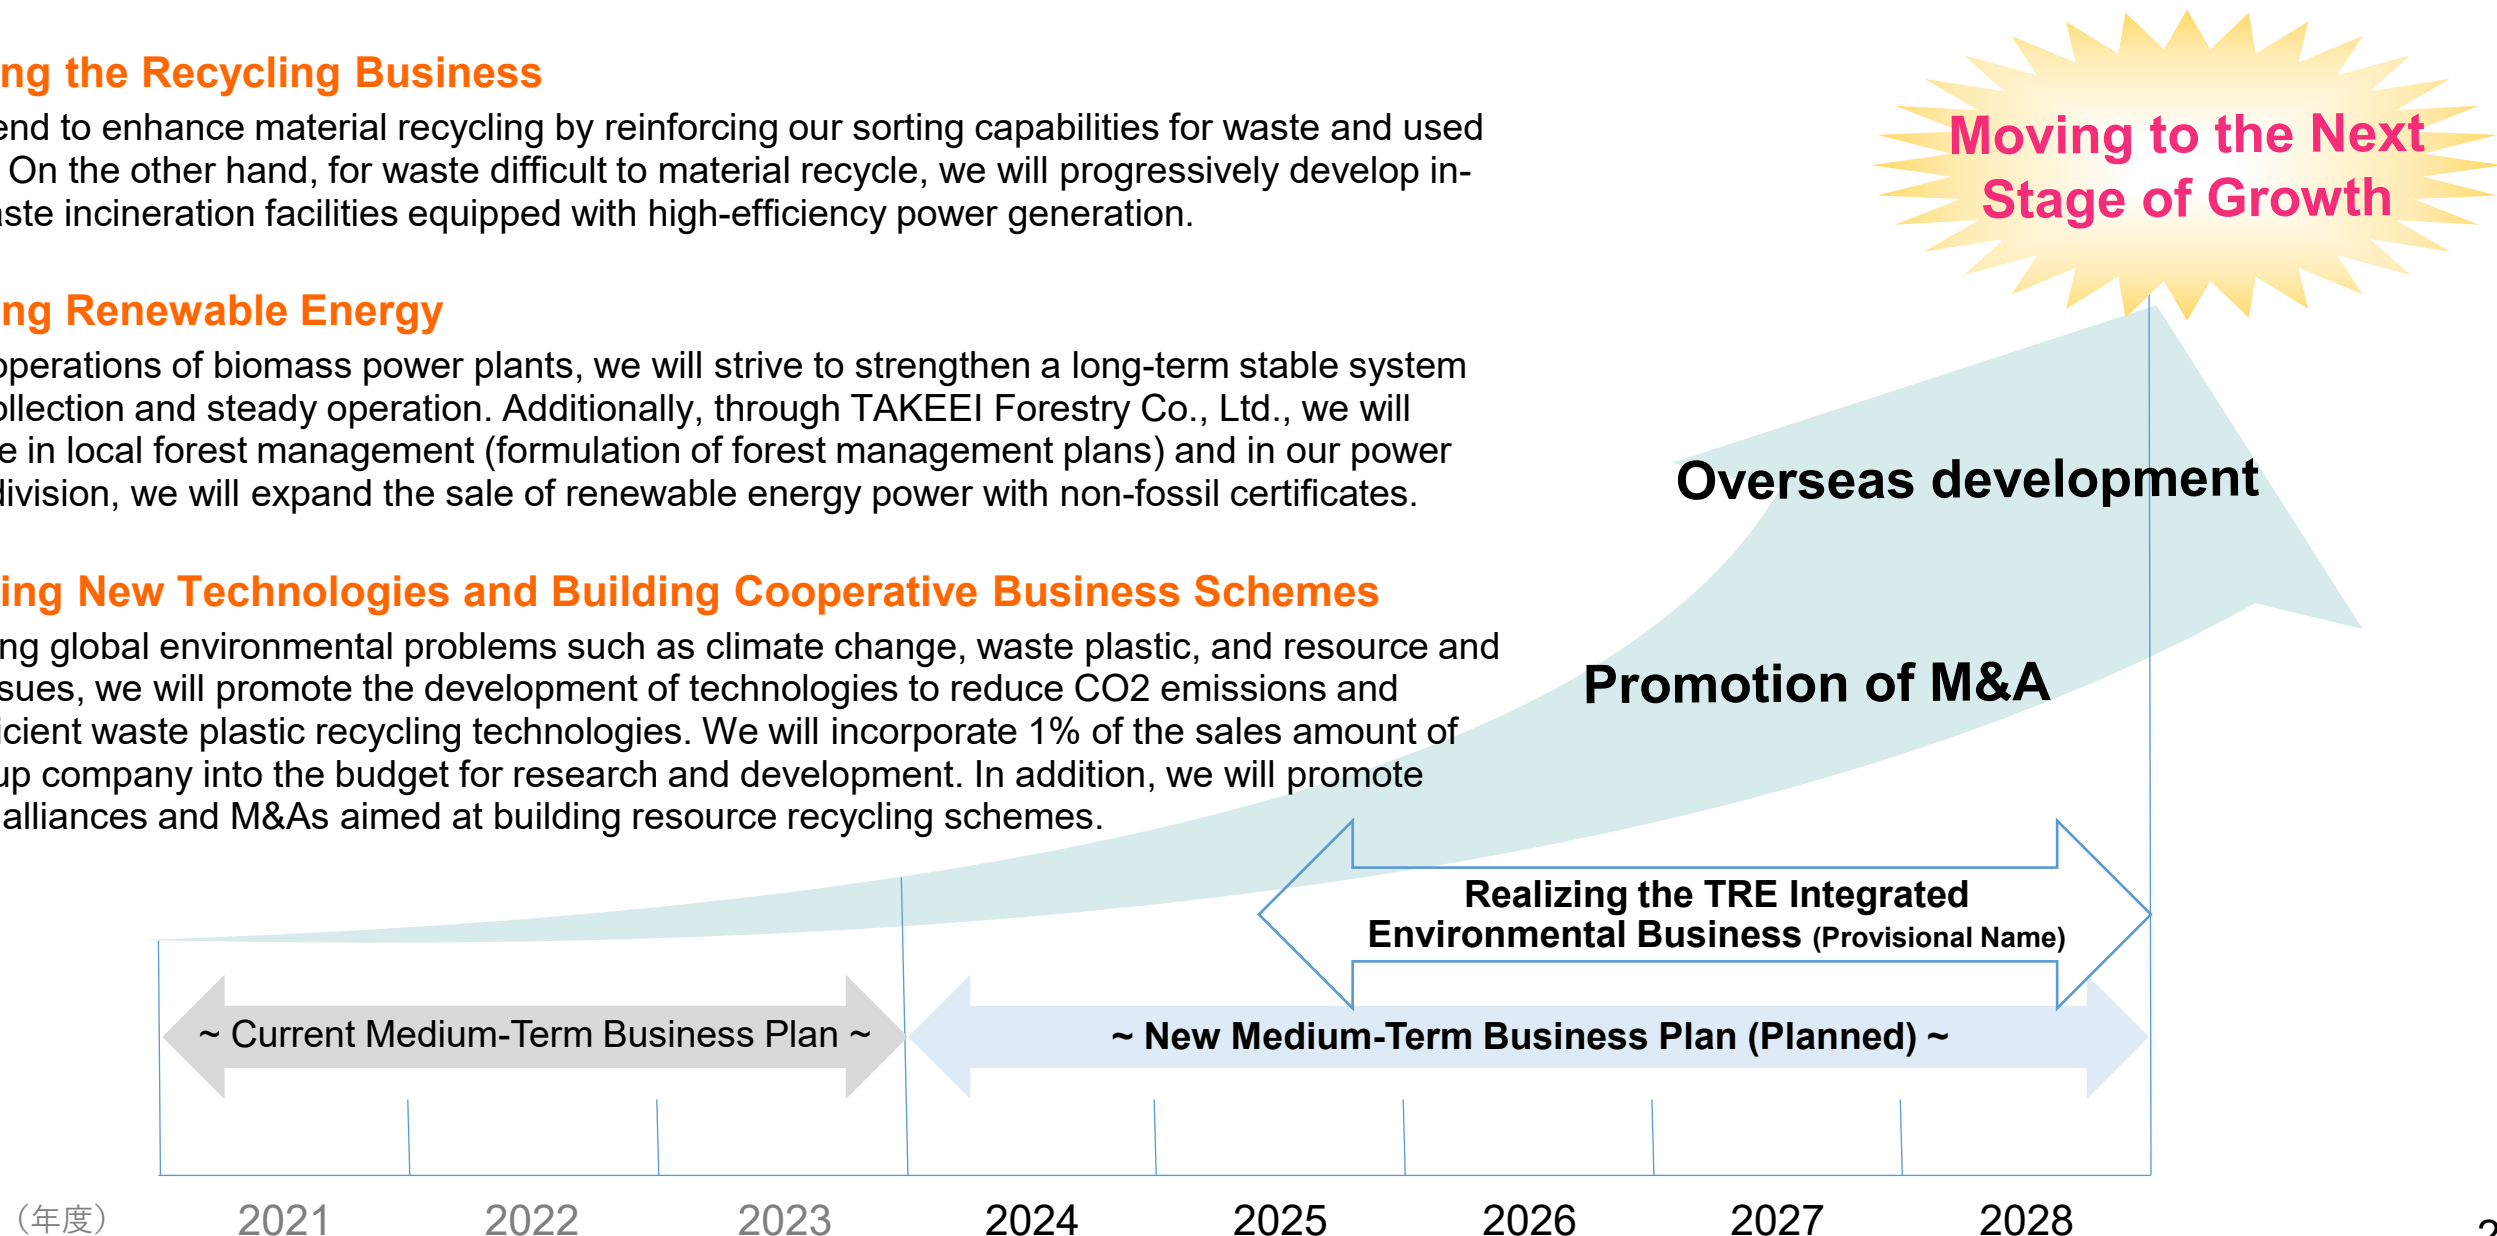 ng the Recycling Business
end to enhance material recycling by reinforcing our sorting capabilities for waste and used
On the other hand, for waste difficult to material recycle, we will progressively develop in-
aste incineration facilities equipped with high-efficiency power generation.
ng Renewable Energy
operations of biomass power plants, we will strive to strengthen a long-term stable system
ollection and steady operation. Additionally, through TAKEEI Forestry Co., Ltd., we will
e in local forest management (formulation of forest management plans) and in our power
division, we will expand the sale of renewable energy power with non-fossil certificates.
ing New Technologies and Building Cooperative Business Schemes
ng global environmental problems such as climate change, waste plastic, and resource and
ssues, we will promote the development of technologies to reduce CO2 emissions and
icient waste plastic recycling technologies. We will incorporate 1% of the sales amount of
up company into the budget for research and development. In addition, we will promote
alliances and M&As aimed at building resource recycling schemes.
Moving to the Next
Stage of Growth
Overseas development
Promotion of M&A
Realizing the TRE Integrated
Environmental Business (Provisional Name)
~ Current Medium-Term Business Plan ~
~ New Medium-Term Business Plan (Planned) ~
（年度） 2021 2022 2023 2024 2025 2026 2027 2028